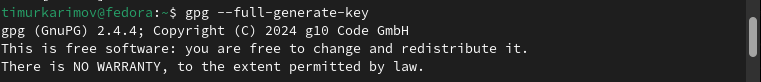 timurkarimov@fedora:~$ gpg --full-generate-key
gpg (GnuPG) 2.4.4; Copyright (C) 2024 g10 Code GmbH
This is free software: you are free to change and redistribute it.
There is NO WARRANTY, to the extent permitted by law.